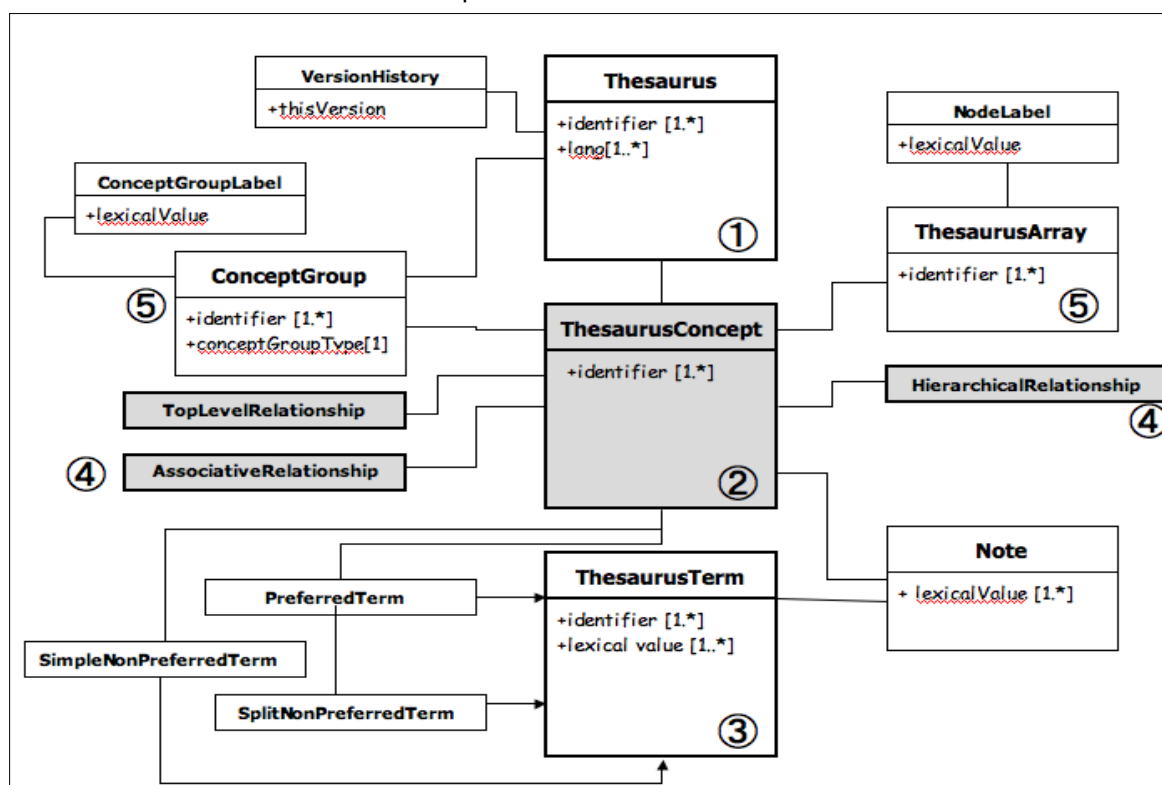 VersionHistory
+thisVersion
Thesaurus
+identifier [1.*]
+lang[1..*]
①
NodeLabel
+lexicalValue
ConceptGroupLabel
+lexicalValue
ThesaurusArray
+identifier [1.*]
⑤
ConceptGroup
+identifier [1.*]
+conceptGroupType[1]
⑤
ThesaurusConcept
+identifier [1.*]
②
TopLevelRelationship
HierarchicalRelationship
④
AssociativeRelationship
④
Note
+ lexicalValue [1.*]
ThesaurusTerm
+identifier [1.*]
+lexical value [1..*]
③
PreferredTerm
SimpleNonPreferredTerm
SplitNonPreferredTerm